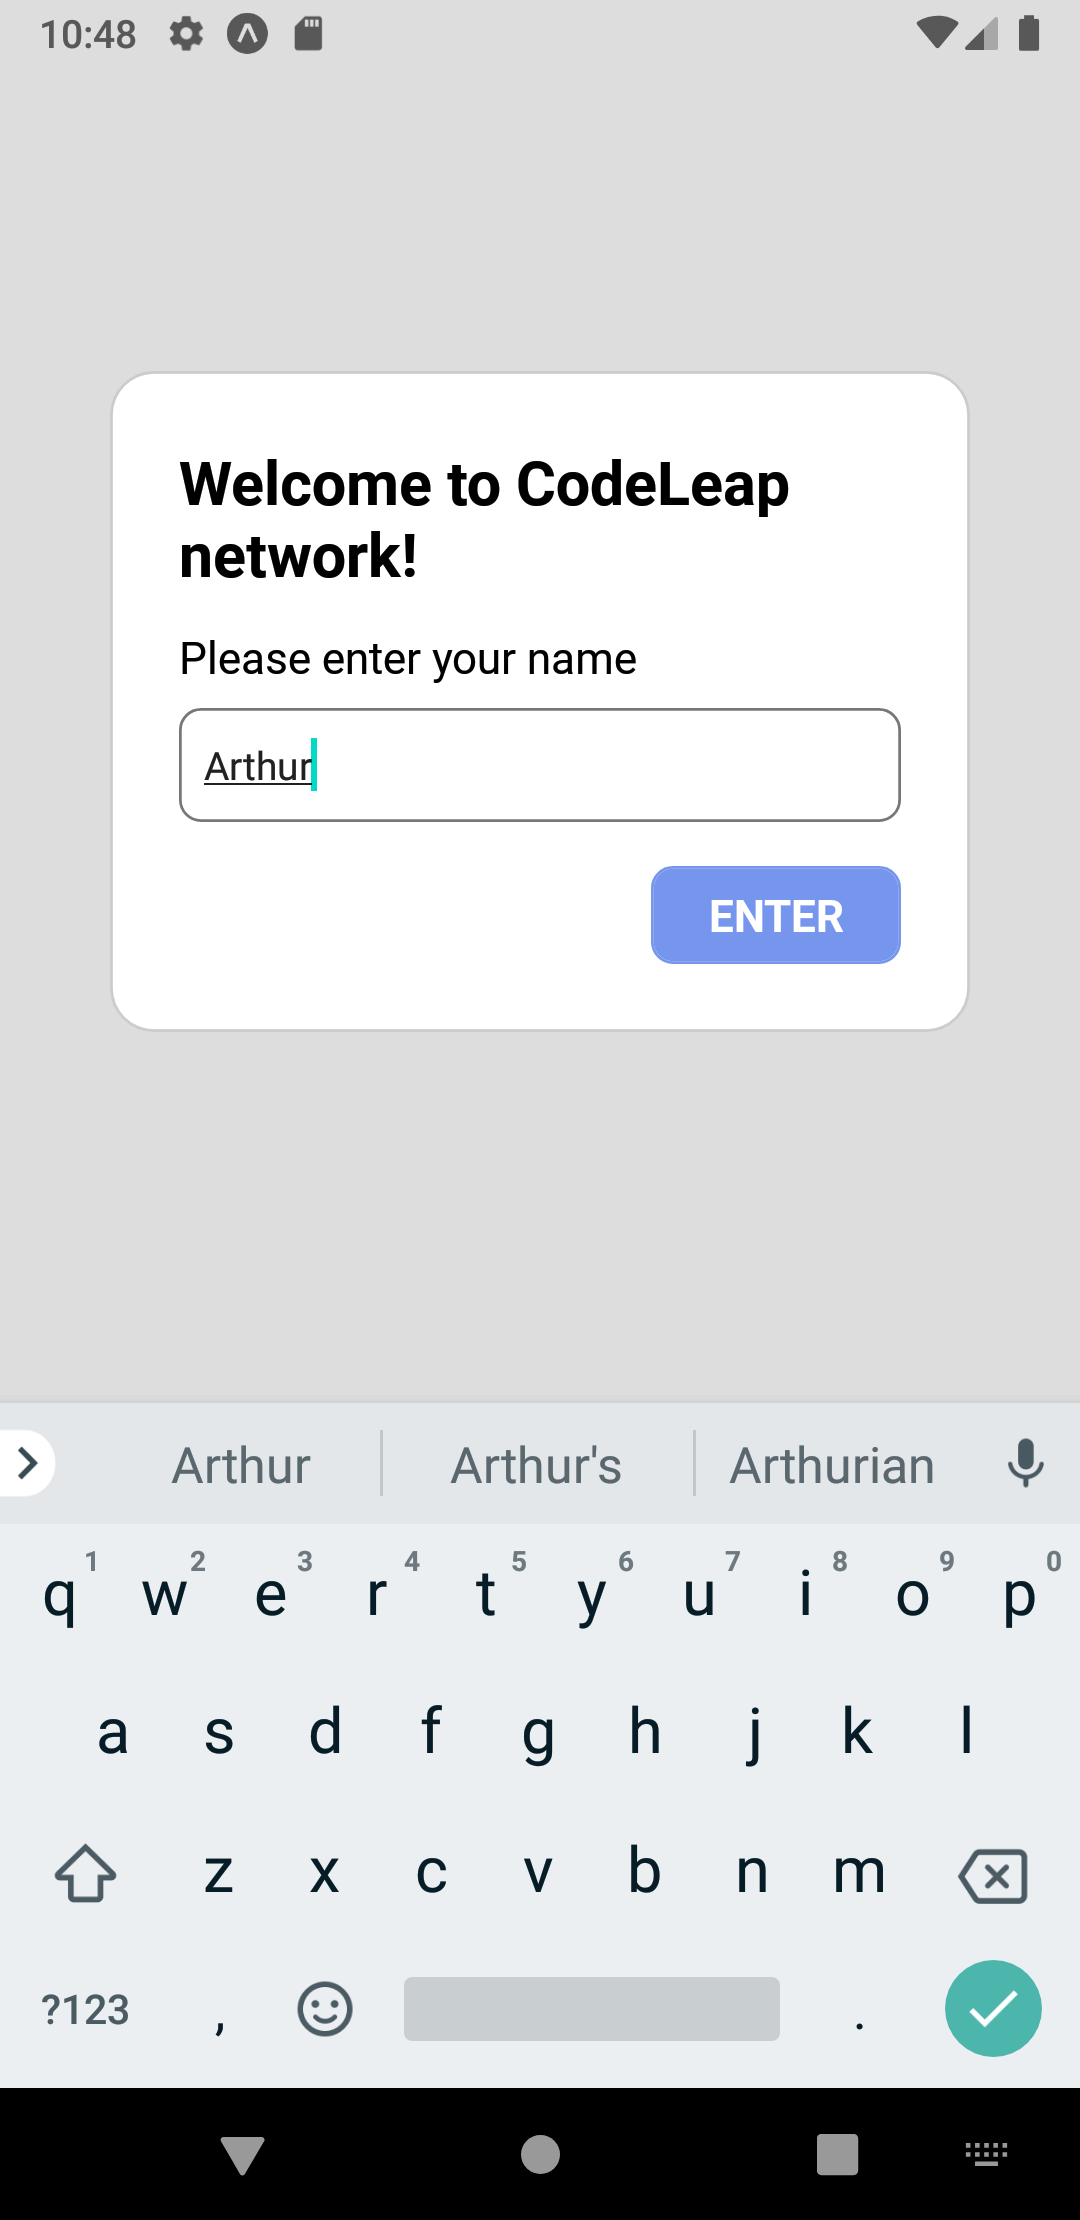 10:48
Welcome to CodeLeap
network!
Please enter your name
Arthur
ENTER
Arthur Arthur's Arthurian
1 2 3 4 5 6 7 8 9 0
q w e r t y u i o p
a s d f g h j k l
z x c v b n m
?123 , .